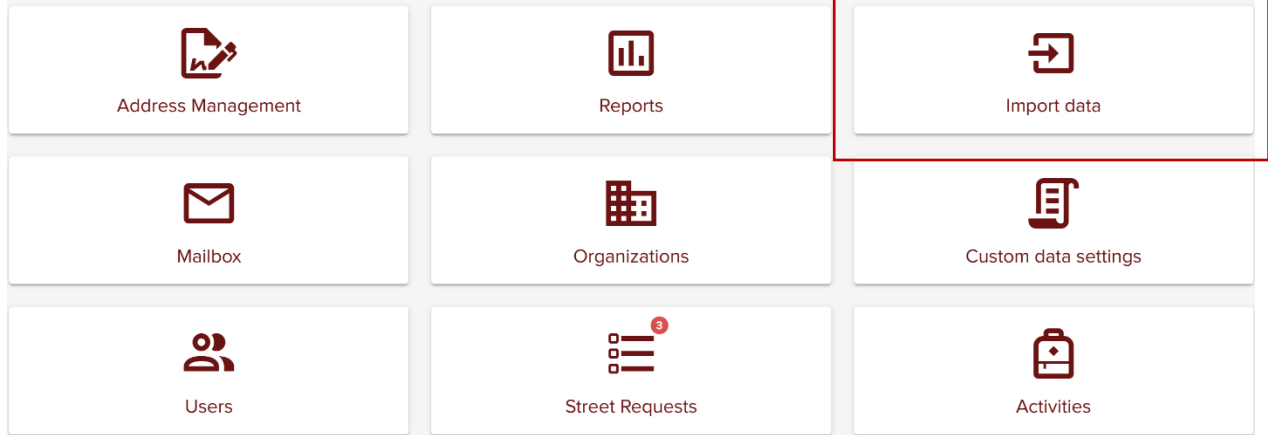 Address Management
Reports
Import data
Mailbox
Organizations
Custom data settings
3
Users
Street Requests
Activities